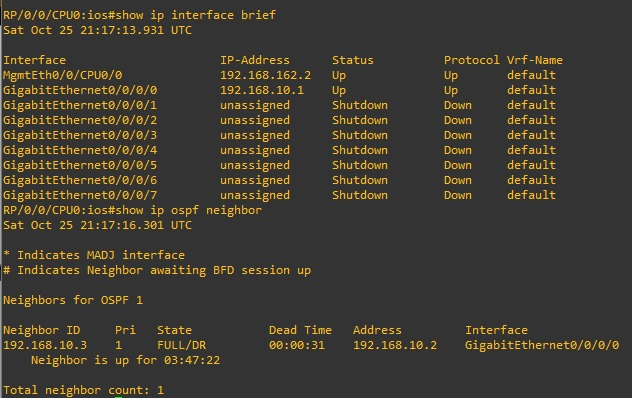 RP/0/0/CPU0:ios#show ip interface brief
Sat Oct 25 21:17:13.931 UTC

Interface                      IP-Address      Status          Protocol Vrf-Name
MgmtEth0/0/CPU0/0              192.168.162.2   Up              Up       default
GigabitEthernet0/0/0/0         192.168.10.1    Up              Up       default
GigabitEthernet0/0/0/1         unassigned      Shutdown        Down     default
GigabitEthernet0/0/0/2         unassigned      Shutdown        Down     default
GigabitEthernet0/0/0/3         unassigned      Shutdown        Down     default
GigabitEthernet0/0/0/4         unassigned      Shutdown        Down     default
GigabitEthernet0/0/0/5         unassigned      Shutdown        Down     default
GigabitEthernet0/0/0/6         unassigned      Shutdown        Down     default
GigabitEthernet0/0/0/7         unassigned      Shutdown        Down     default
RP/0/0/CPU0:ios#show ip ospf neighbor
Sat Oct 25 21:17:16.301 UTC

* Indicates MADJ interface
# Indicates Neighbor awaiting BFD session up

Neighbors for OSPF 1

Neighbor ID     Pri   State           Dead Time   Address         Interface
192.168.10.3    1     FULL/DR         00:00:31    192.168.10.2    GigabitEthernet0/0/0/0
    Neighbor is up for 03:47:22

Total neighbor count: 1